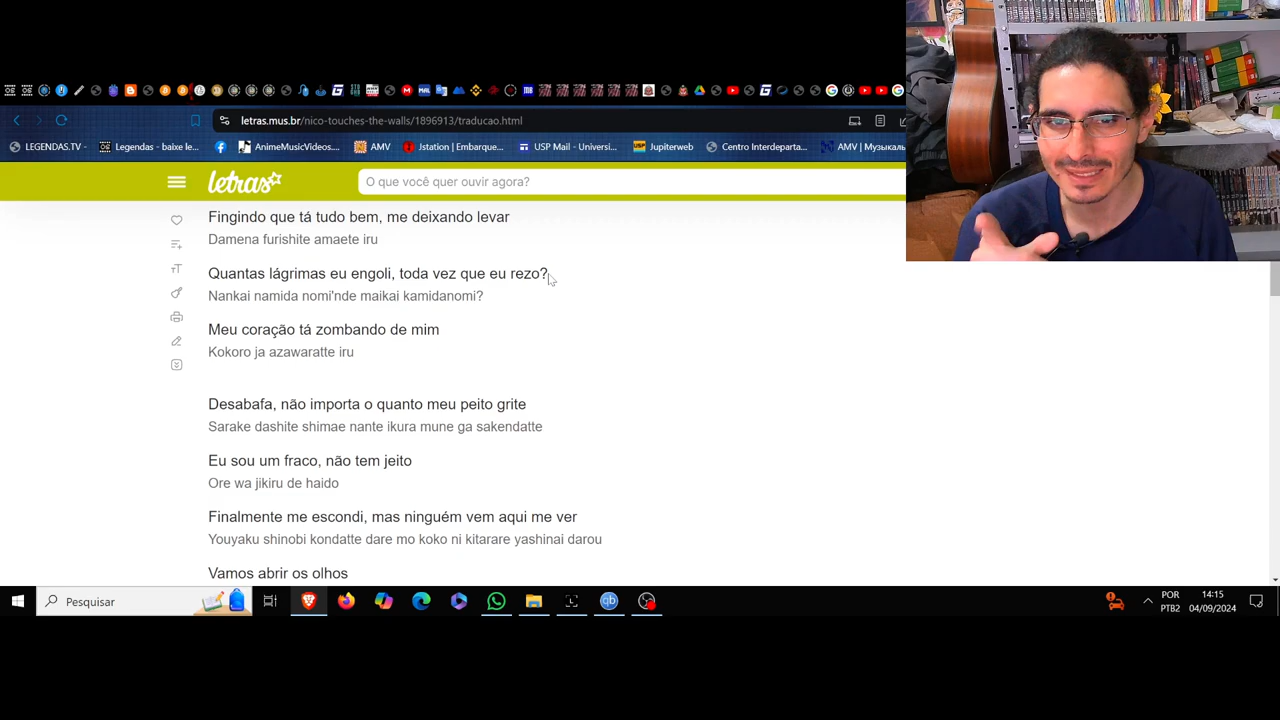 letras.mus.br/nico-touches-the-walls/1896913/traducao.html
LEGENDAS.TV -
Legendas - baixe le...
AnimeMusicVideos....
AMV
Jstation | Embarque...
USP Mail - Universi...
Jupiterweb
Centro Interdeparta...
letras
O que você quer ouvir agora?
Fingindo que tá tudo bem, me deixando levar
Damena furishite amaete iru
Quantas lágrimas eu engoli, toda vez que eu rezo?
Nankai namida nomi'nde maikai kamidanomi?
Meu coração tá zombando de mim
Kokoro ja azawaratte iru
Desabafa, não importa o quanto meu peito grite
Sarake dashite shimae nante ikura mune ga sakendatte
Eu sou um fraco, não tem jeito
Ore wa jikiru de haido
Finalmente me escondi, mas ninguém vem aqui me ver
Youyaku shinobi kondatte dare mo koko ni kitarare yashinai darou
Vamos abrir os olhos
Pesquisar
POR
PTB2
14:15
04/09/2024